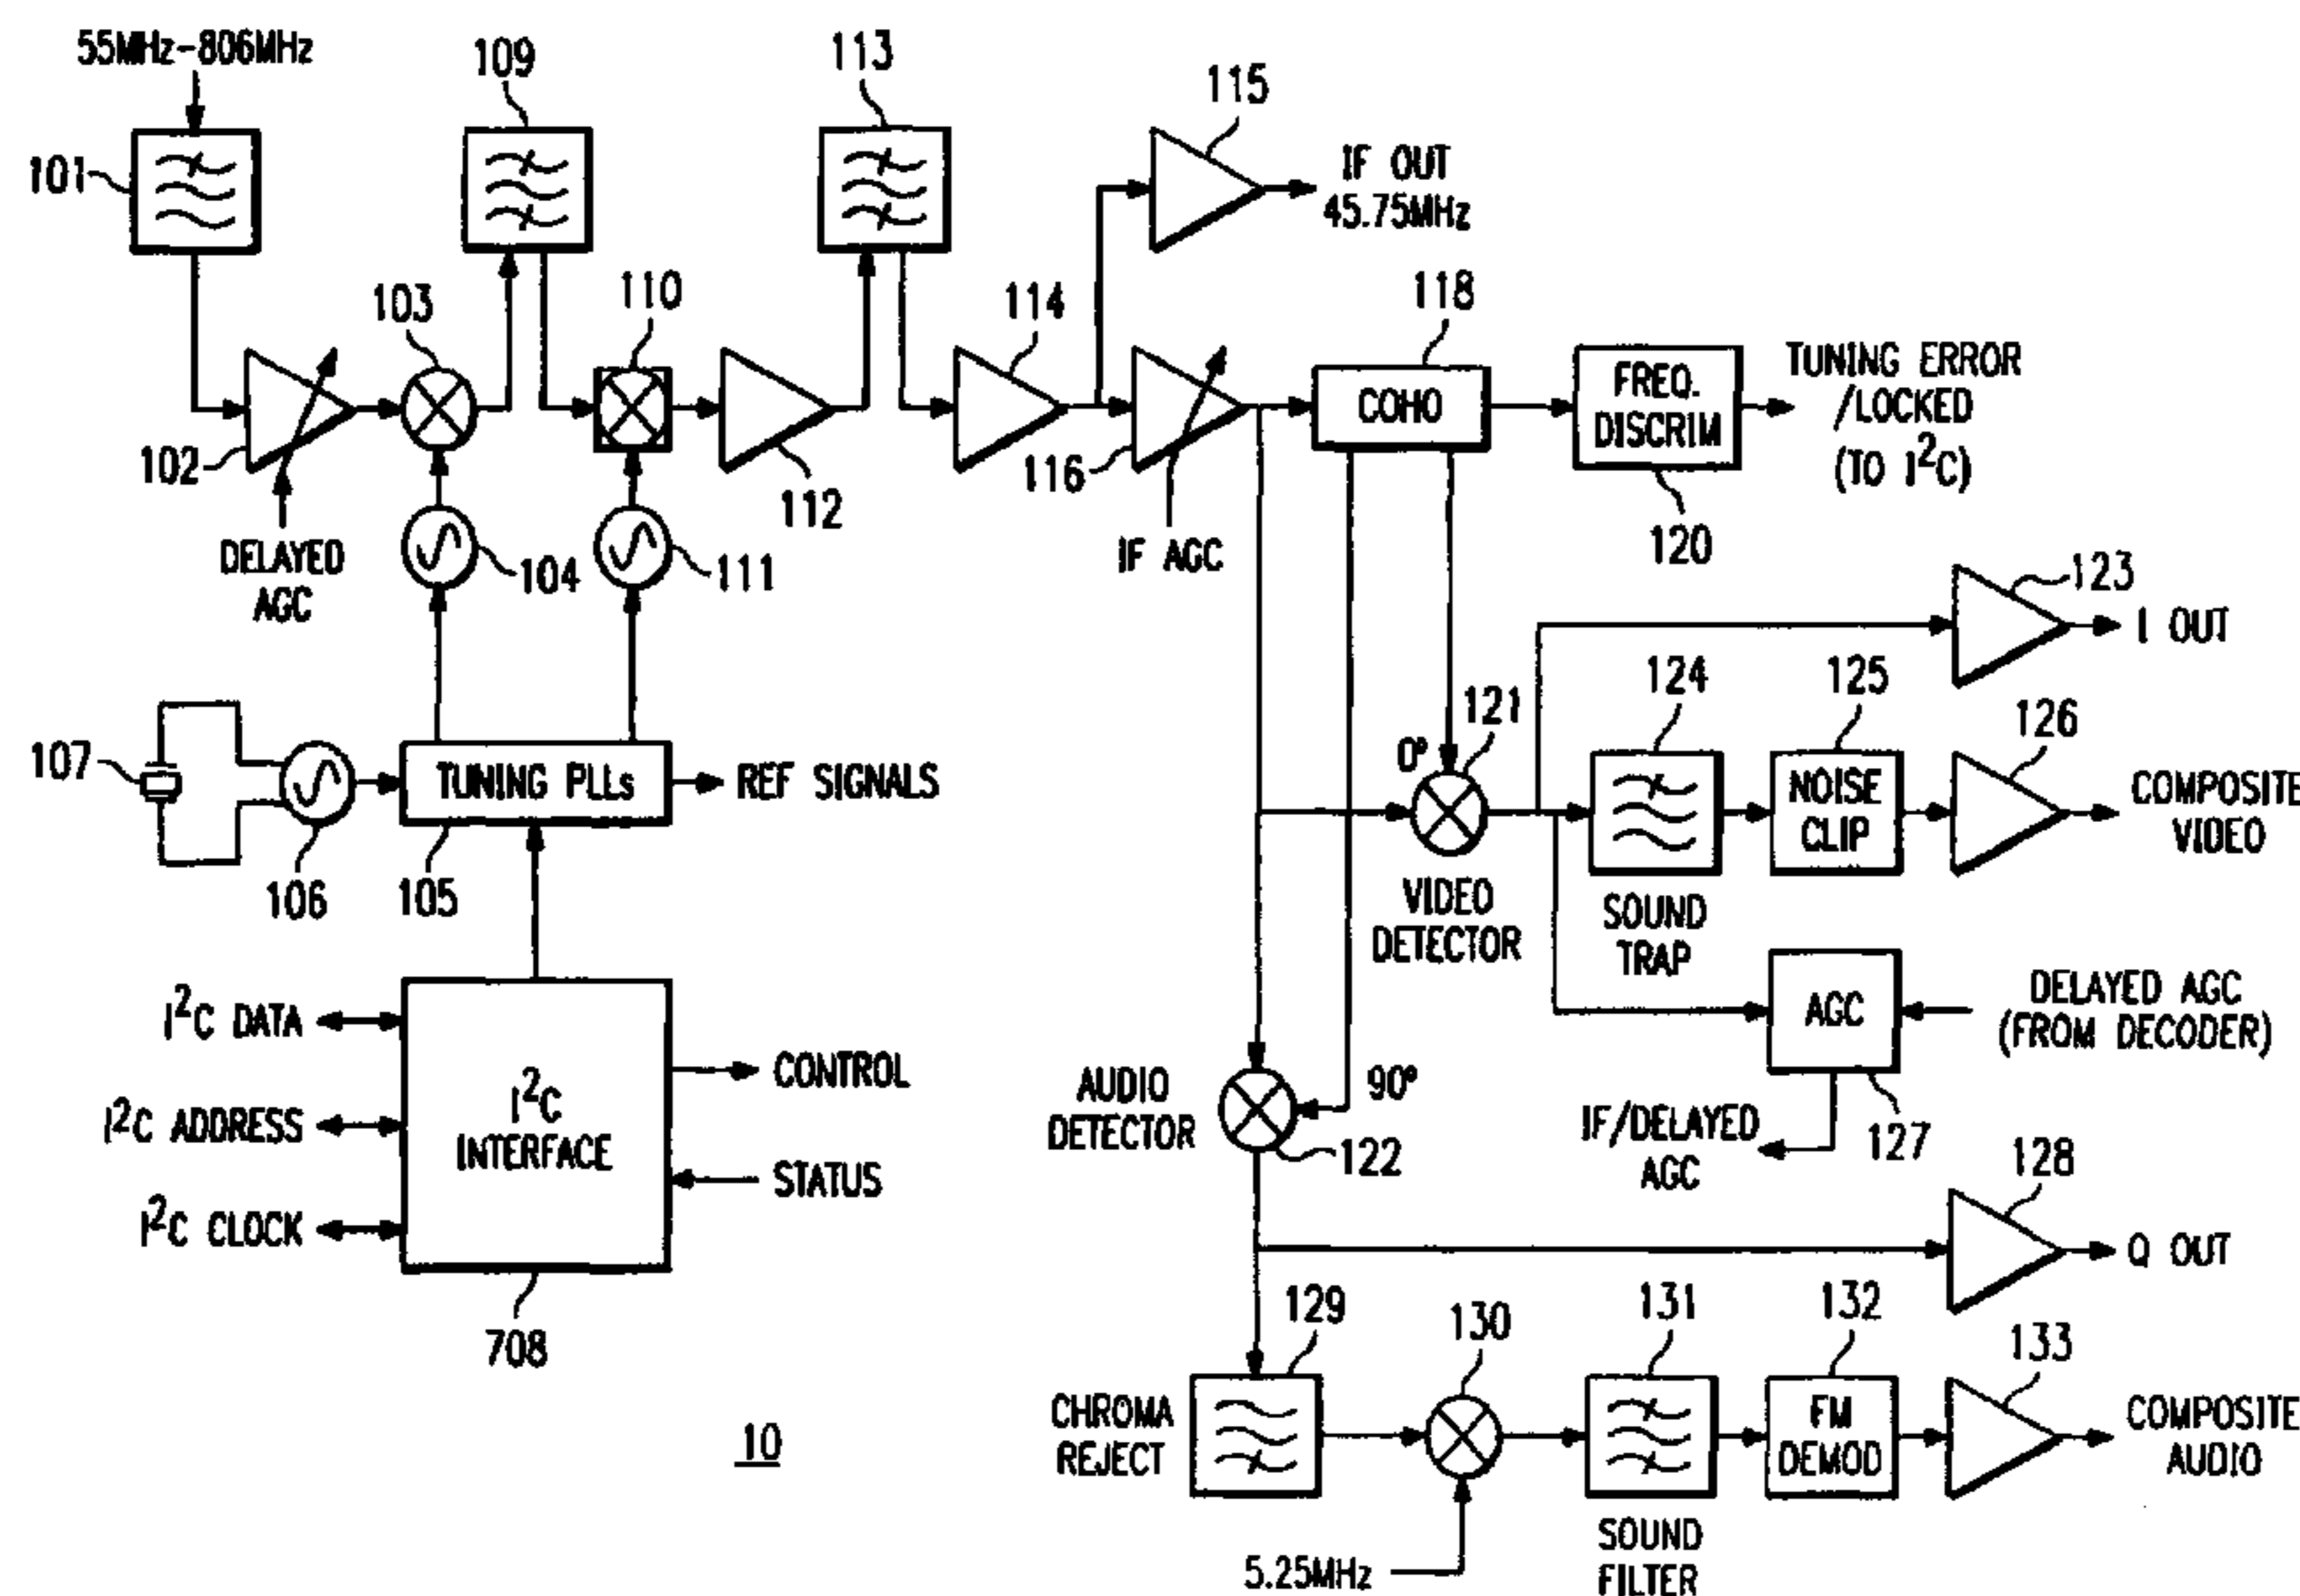 55MHz-806MHz
109
113
115
101
IF OUT
45.75MHz
103
110
114
118
102
112
116
COHO
FREQ.
DISCRIM
TUNING ERROR
/LOCKED
(TO I²C)
DELAYED
AGC
104
111
IF AGC
120
123
I OUT
124
125
126
121
0°
107
TUNING PLLs
REF SIGNALS
NOISE
CLIP
COMPOSITE
VIDEO
106
105
VIDEO
DETECTOR
SOUND
TRAP
I²C DATA
I²C ADDRESS
I²C CLOCK
I²C
INTERFACE
CONTROL
STATUS
708
AGC
DELAYED AGC
(FROM DECODER)
AUDIO
DETECTOR
90°
122
IF/DELAYED
AGC
127
128
Q OUT
129
130
131
132
133
CHROMA
REJECT
FM
DEMOD
COMPOSITE
AUDIO
10
5.25MHz
SOUND
FILTER